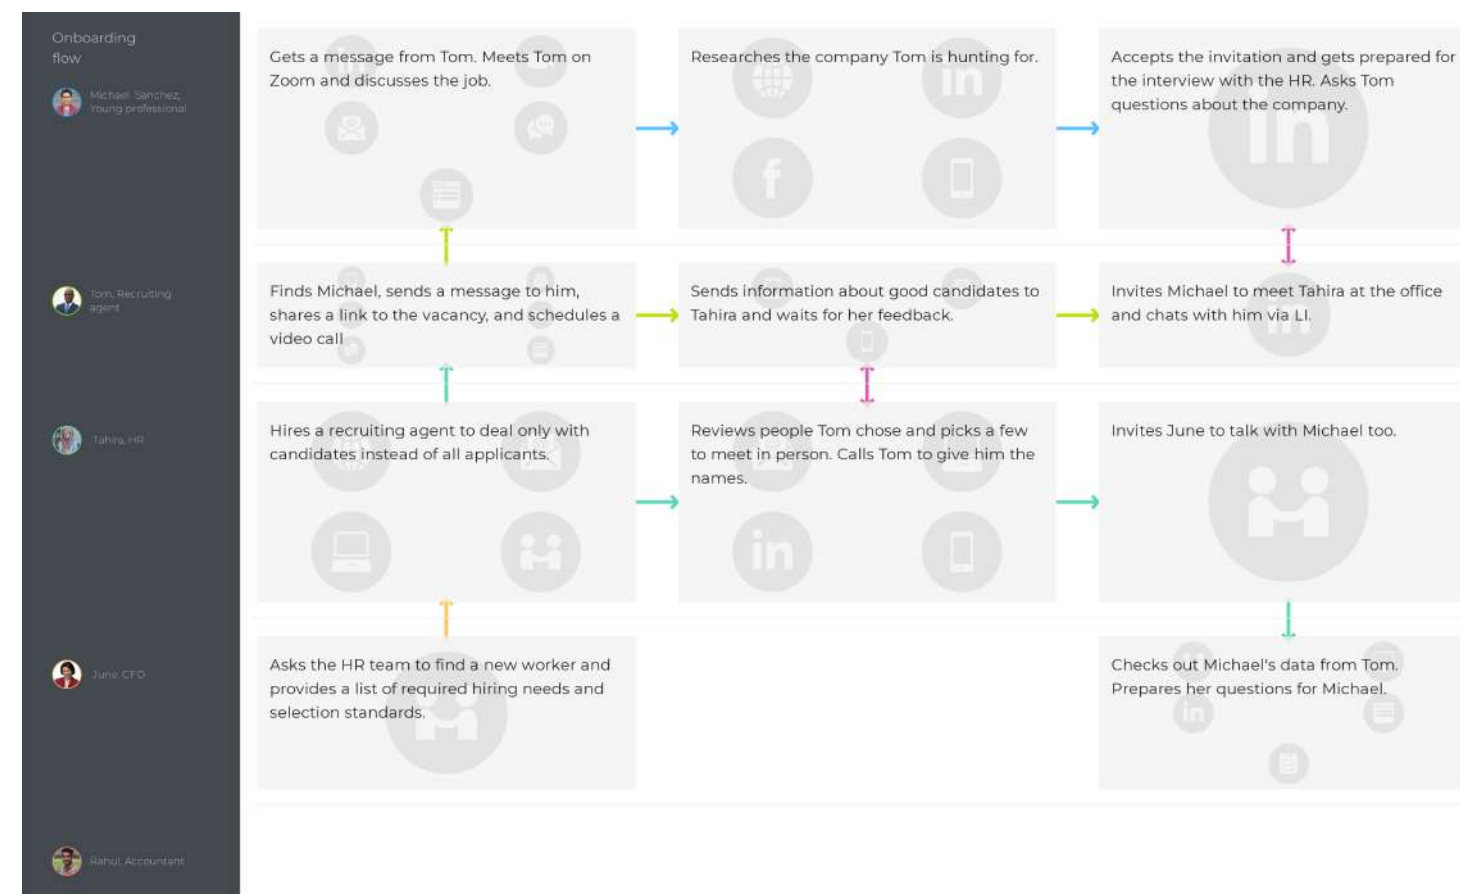 Onboarding
flow
Michael Sanchez,
Young professional
Gets a message from Tom. Meets Tom on
Zoom and discusses the job.
Researches the company Tom is hunting for.
Accepts the invitation and gets prepared for
the interview with the HR. Asks Tom
questions about the company.
Tom, Recruiting
agent
Finds Michael, sends a message to him,
shares a link to the vacancy, and schedules a
video call
Sends information about good candidates to
Tahira and waits for her feedback.
Invites Michael to meet Tahira at the office
and chats with him via LI.
Tahira, HR
Hires a recruiting agent to deal only with
candidates instead of all applicants.
Reviews people Tom chose and picks a few
to meet in person. Calls Tom to give him the
names.
Invites June to talk with Michael too.
June, CFO
Asks the HR team to find a new worker and
provides a list of required hiring needs and
selection standards.
Checks out Michael's data from Tom.
Prepares her questions for Michael.
Rahul, Accountant